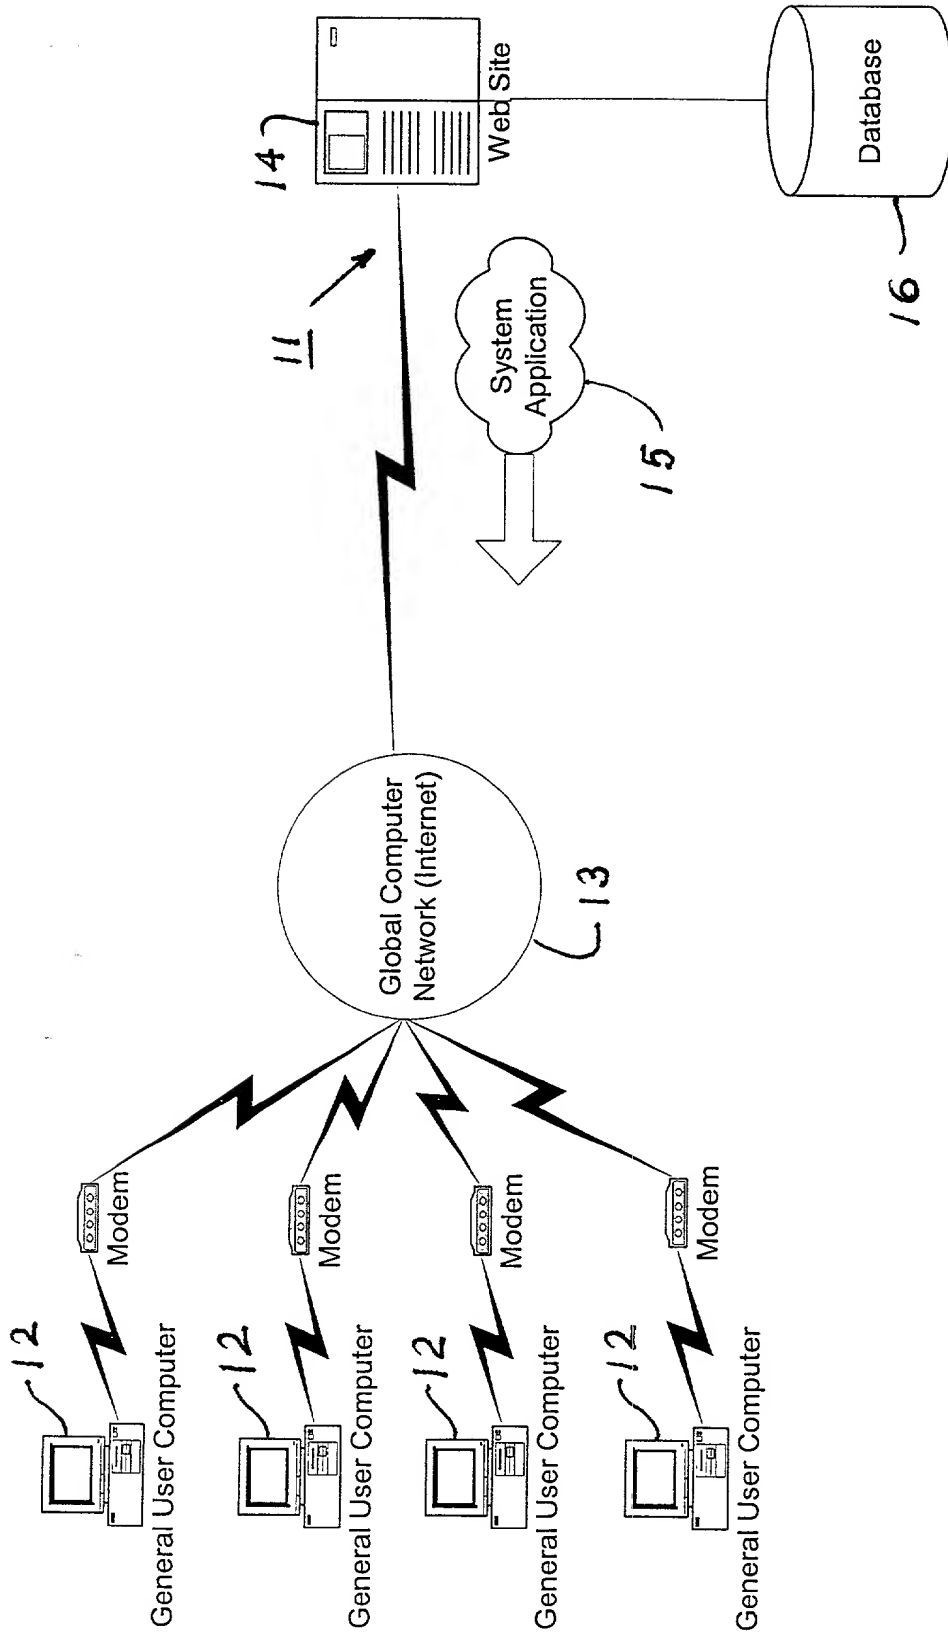 12
General User Computer
Modem
12
General User Computer
Modem
12
General User Computer
Modem
12
General User Computer
Modem
Global Computer
Network (Internet)
13
11
14
Web Site
System
Application
15
Database
16